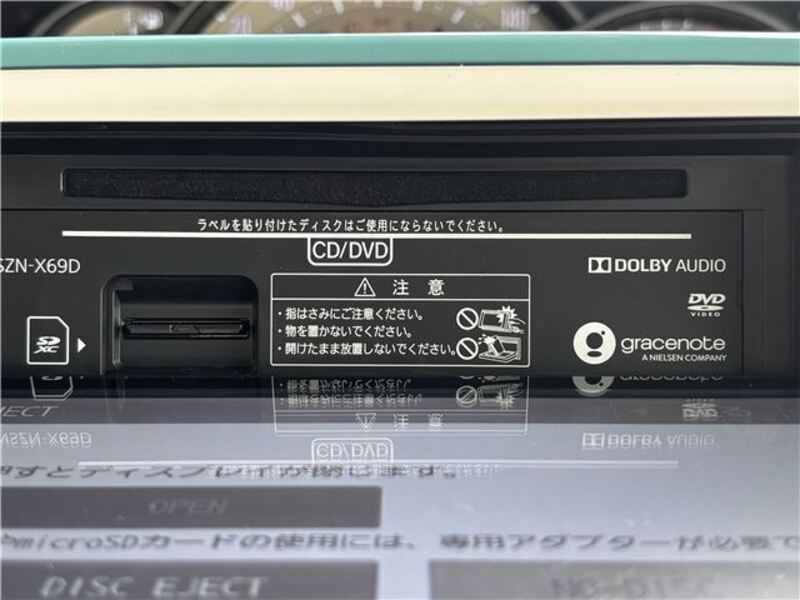 ラベルを貼り付けたディスクはご使用にならないでください。
CD/DVD
SZN-X69D
DOLBY AUDIO
注 意
・指はさみにご注意ください。
・物を置かないでください。
・開けたまま放置しないでください。
SD
XC
DVD
VIDEO
g gracenote
A NIELSEN COMPANY
EJECT
OPEN
microSDカードの使用には、専用アダプターが必要で
DISC EJECT
NO-DISC